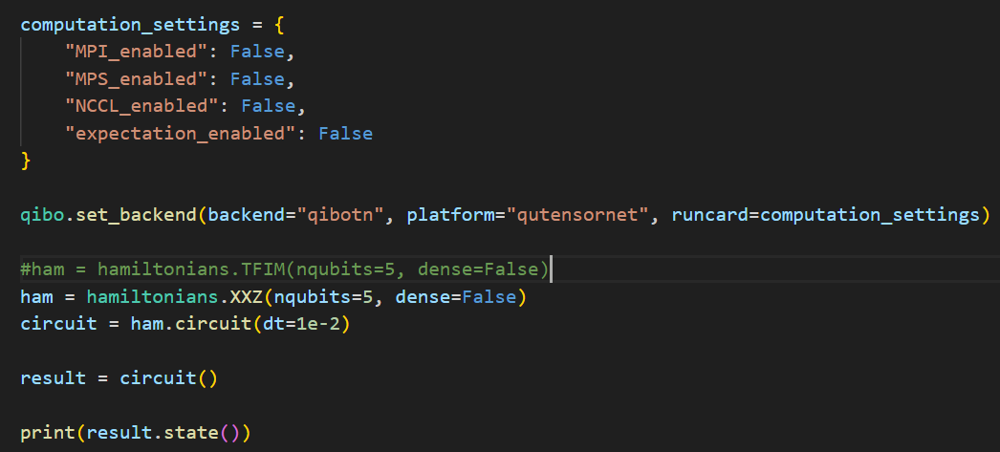 computation_settings = {
"MPI_enabled": False,
"MPS_enabled": False,
"NCCL_enabled": False,
"expectation_enabled": False
}
qibo.set_backend(backend="qibotn", platform="qutensornet", runcard=computation_settings)
#ham = hamiltonians.TFIM(nqubits=5, dense=False)
ham = hamiltonians.XXZ(nqubits=5, dense=False)
circuit = ham.circuit(dt=1e-2)
result = circuit()
print(result.state())